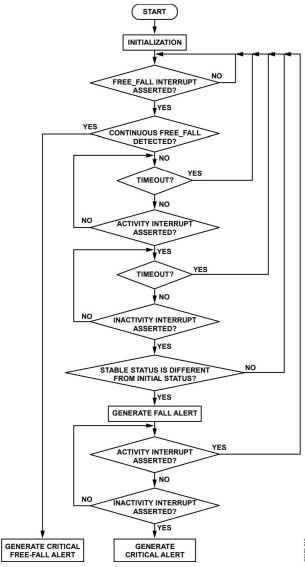 START
INITIALIZATION
FREE_FALL INTERRUPT
ASSERTED?
NO
YES
YES
CONTINUOUS FREE_FALL
DETECTED?
NO
TIMEOUT?
YES
NO
NO
ACTIVITY INTERRUPT
ASSERTED?
YES
TIMEOUT?
YES
NO
NO
INACTIVITY INTERRUPT
ASSERTED?
YES
STABLE STATUS IS DIFFERENT
FROM INITIAL STATUS?
NO
YES
GENERATE FALL ALERT
ACTIVITY INTERRUPT
ASSERTED?
YES
NO
NO
INACTIVITY INTERRUPT
ASSERTED?
YES
GENERATE CRITICAL
FREE-FALL ALERT
GENERATE
CRITICAL ALERT